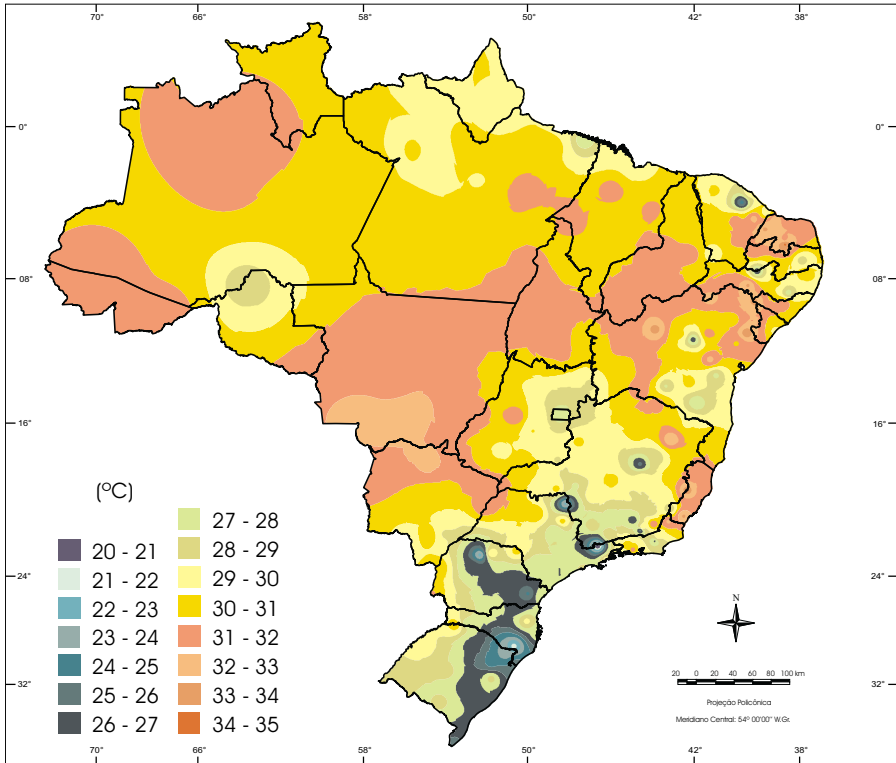 70° 66° 58° 50° 42° 38°
0° 0°
08° 08°
16° 16°
(°C)
20 - 21
21 - 22
22 - 23
23 - 24
24 - 25
25 - 26
26 - 27
27 - 28
28 - 29
29 - 30
30 - 31
31 - 32
32 - 33
33 - 34
34 - 35
24° 24°
N
32° 32°
20 0 20 40 60 80 100 km
Projeção Policônica
Meridiano Central: 54º 00'00" W.Gr.
70° 66° 58° 50° 42° 38°